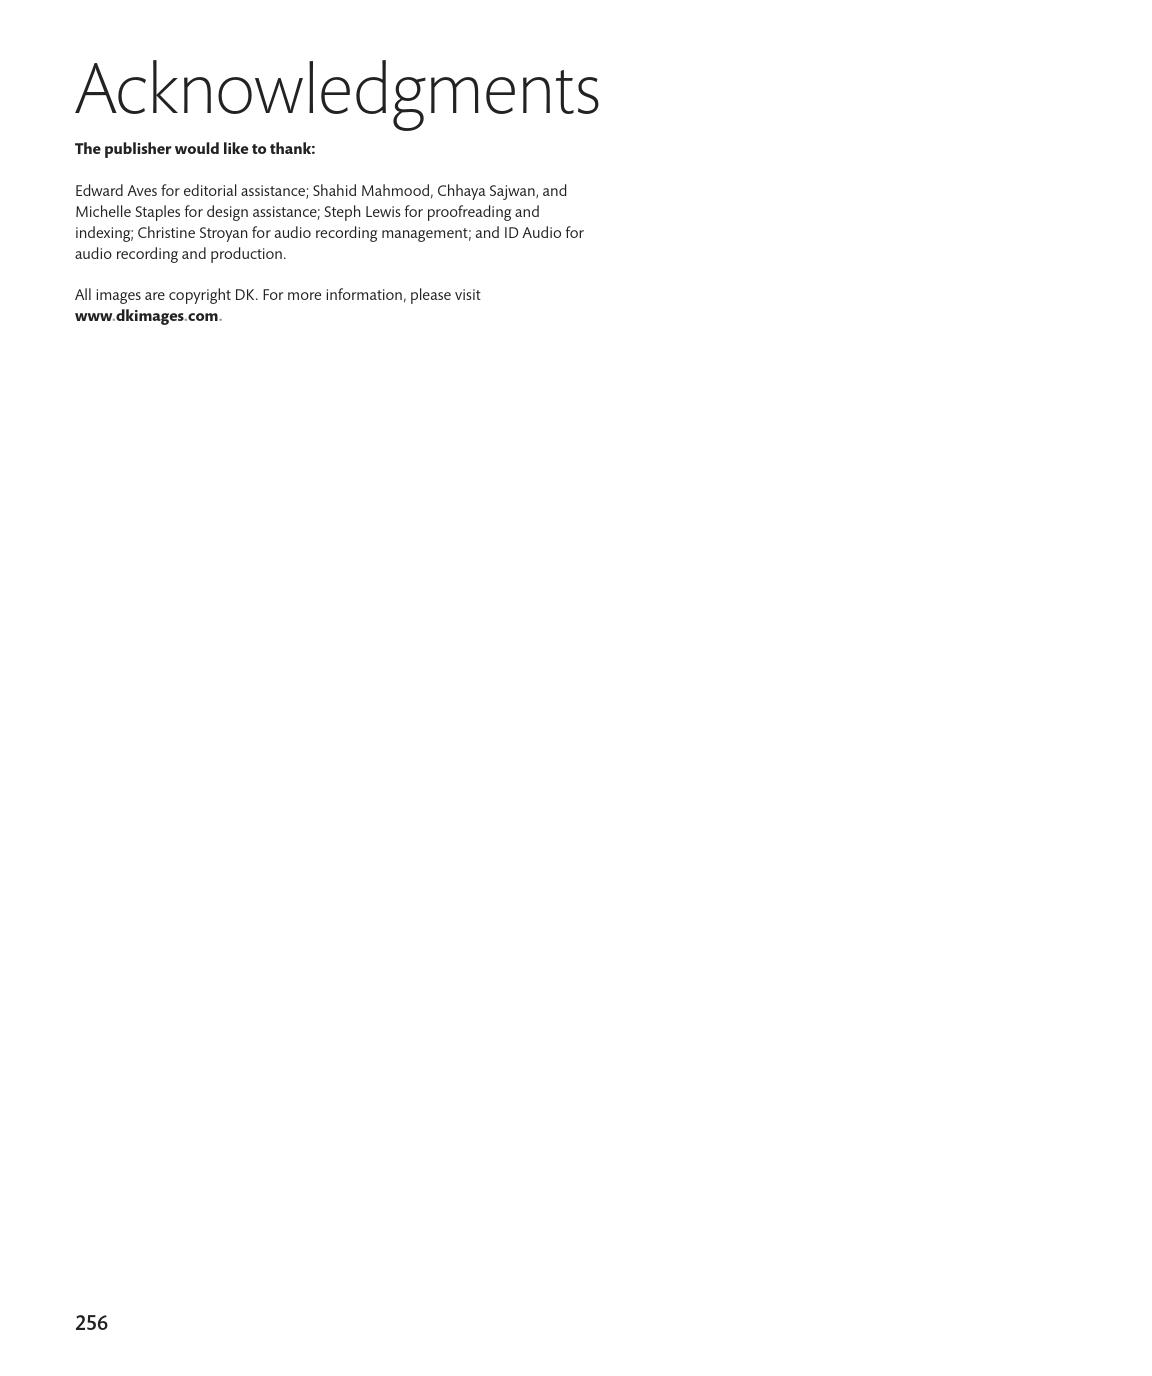 Acknowledgments
The publisher would like to thank:
Edward Aves for editorial assistance; Shahid Mahmood, Chhaya Sajwan, and
Michelle Staples for design assistance; Steph Lewis for proofreading and
indexing; Christine Stroyan for audio recording management; and ID Audio for
audio recording and production.
All images are copyright DK. For more information, please visit
www.dkimages.com.
256